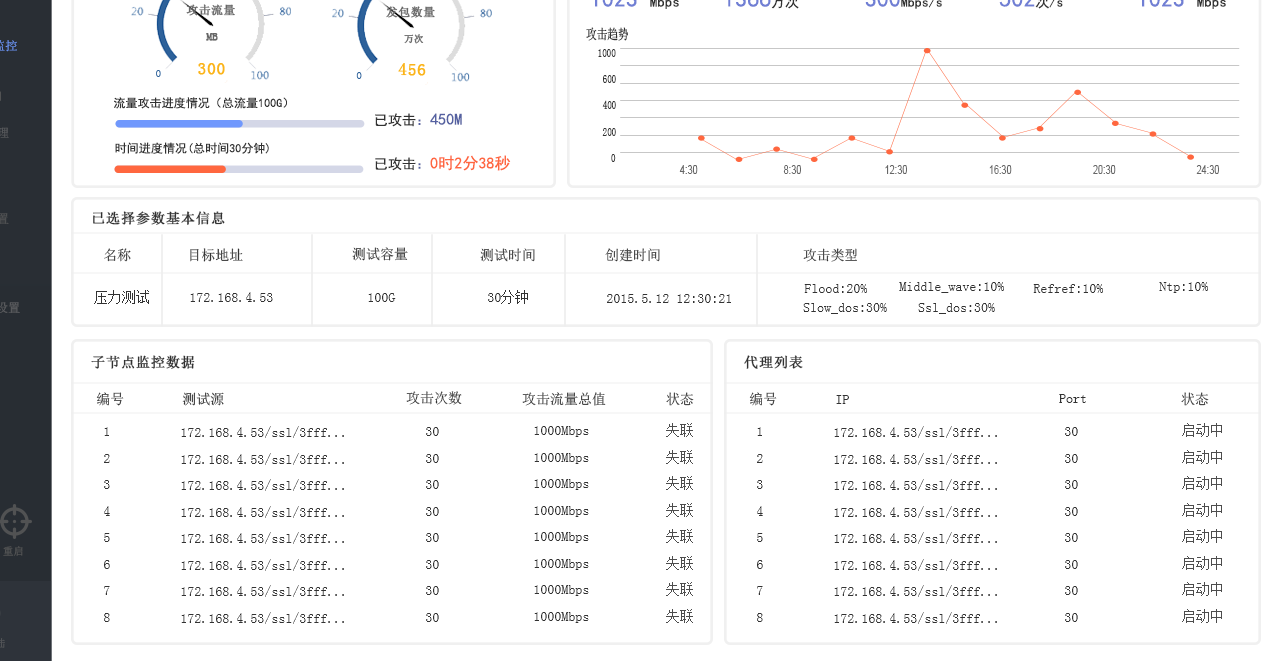 攻击流量
20
80
MB
300
0
100
发包数量
20
80
万次
456
0
100
流量攻击进度情况 (总流量100G)
已攻击: 450M
时间进度情况(总时间30分钟)
已攻击: 0时2分38秒
Mbps
万次
Mbps/s
次/s
Mbps
攻击趋势
1000
600
400
200
0
4:30 8:30 12:30 16:30 20:30 24:30
已选择参数基本信息
名称 目标地址 测试容量 测试时间 创建时间 攻击类型
压力测试 172.168.4.53 100G 30分钟 2015.5.12 12:30:21
Flood:20% Middle_wave:10% Refref:10% Ntp:10%
Slow_dos:30% Ssl_dos:30%
子节点监控数据
编号 测试源 攻击次数 攻击流量总值 状态
1 172.168.4.53/ssl/3fff... 30 1000Mbps 失联
2 172.168.4.53/ssl/3fff... 30 1000Mbps 失联
3 172.168.4.53/ssl/3fff... 30 1000Mbps 失联
4 172.168.4.53/ssl/3fff... 30 1000Mbps 失联
5 172.168.4.53/ssl/3fff... 30 1000Mbps 失联
6 172.168.4.53/ssl/3fff... 30 1000Mbps 失联
7 172.168.4.53/ssl/3fff... 30 1000Mbps 失联
8 172.168.4.53/ssl/3fff... 30 1000Mbps 失联
代理列表
编号 IP Port 状态
1 172.168.4.53/ssl/3fff... 30 启动中
2 172.168.4.53/ssl/3fff... 30 启动中
3 172.168.4.53/ssl/3fff... 30 启动中
4 172.168.4.53/ssl/3fff... 30 启动中
5 172.168.4.53/ssl/3fff... 30 启动中
6 172.168.4.53/ssl/3fff... 30 启动中
7 172.168.4.53/ssl/3fff... 30 启动中
8 172.168.4.53/ssl/3fff... 30 启动中
监控
理
置
设置
重启